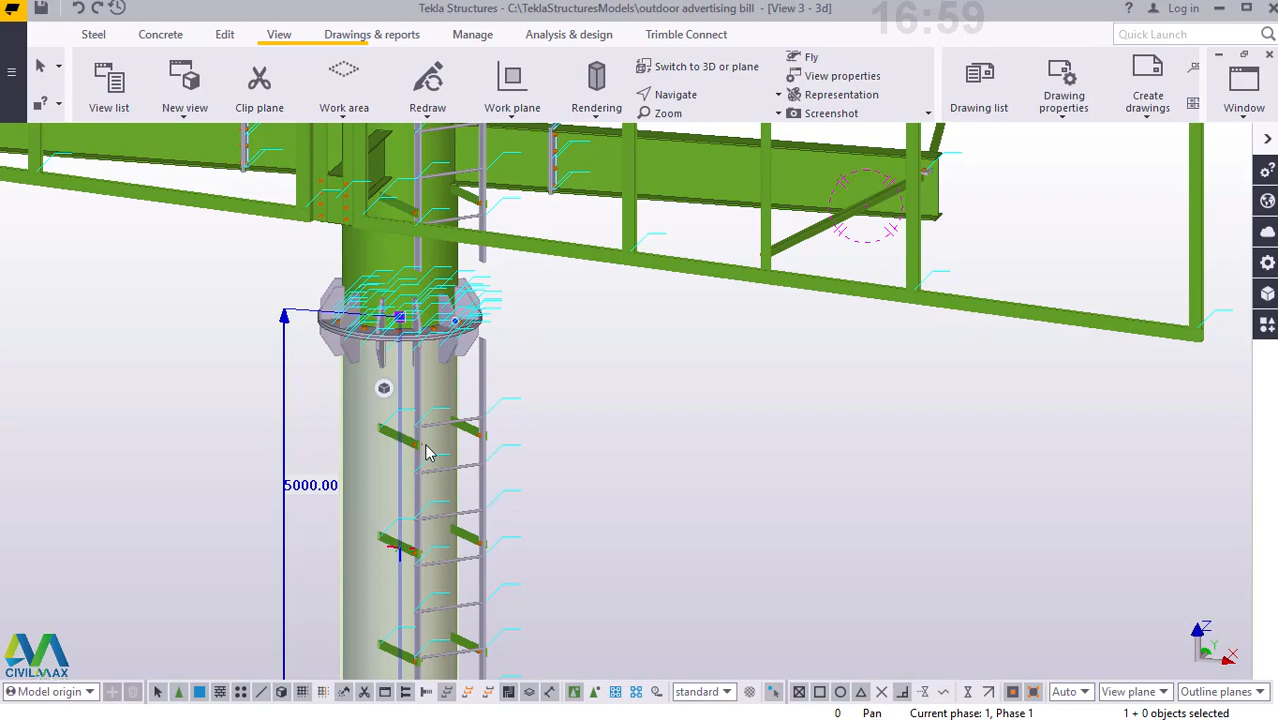 Tekla Structures - C:\TeklaStructuresModels\outdoor advertising bill - [View 3 - 3d]
16:59
? Log in
Steel Concrete Edit View Drawings & reports Manage Analysis & design Trimble Connect Quick Launch
View list
New view
Clip plane
Work area
Redraw
Work plane
Rendering
Switch to 3D or plane
Navigate
Zoom
Fly
View properties
Representation
Screenshot
Drawing list
Drawing properties
Create drawings
Window
5000.00
Z
Y
X
CIVILMAX
Model origin standard Auto View plane Outline planes
0 Pan Current phase: 1, Phase 1 1 + 0 objects selected